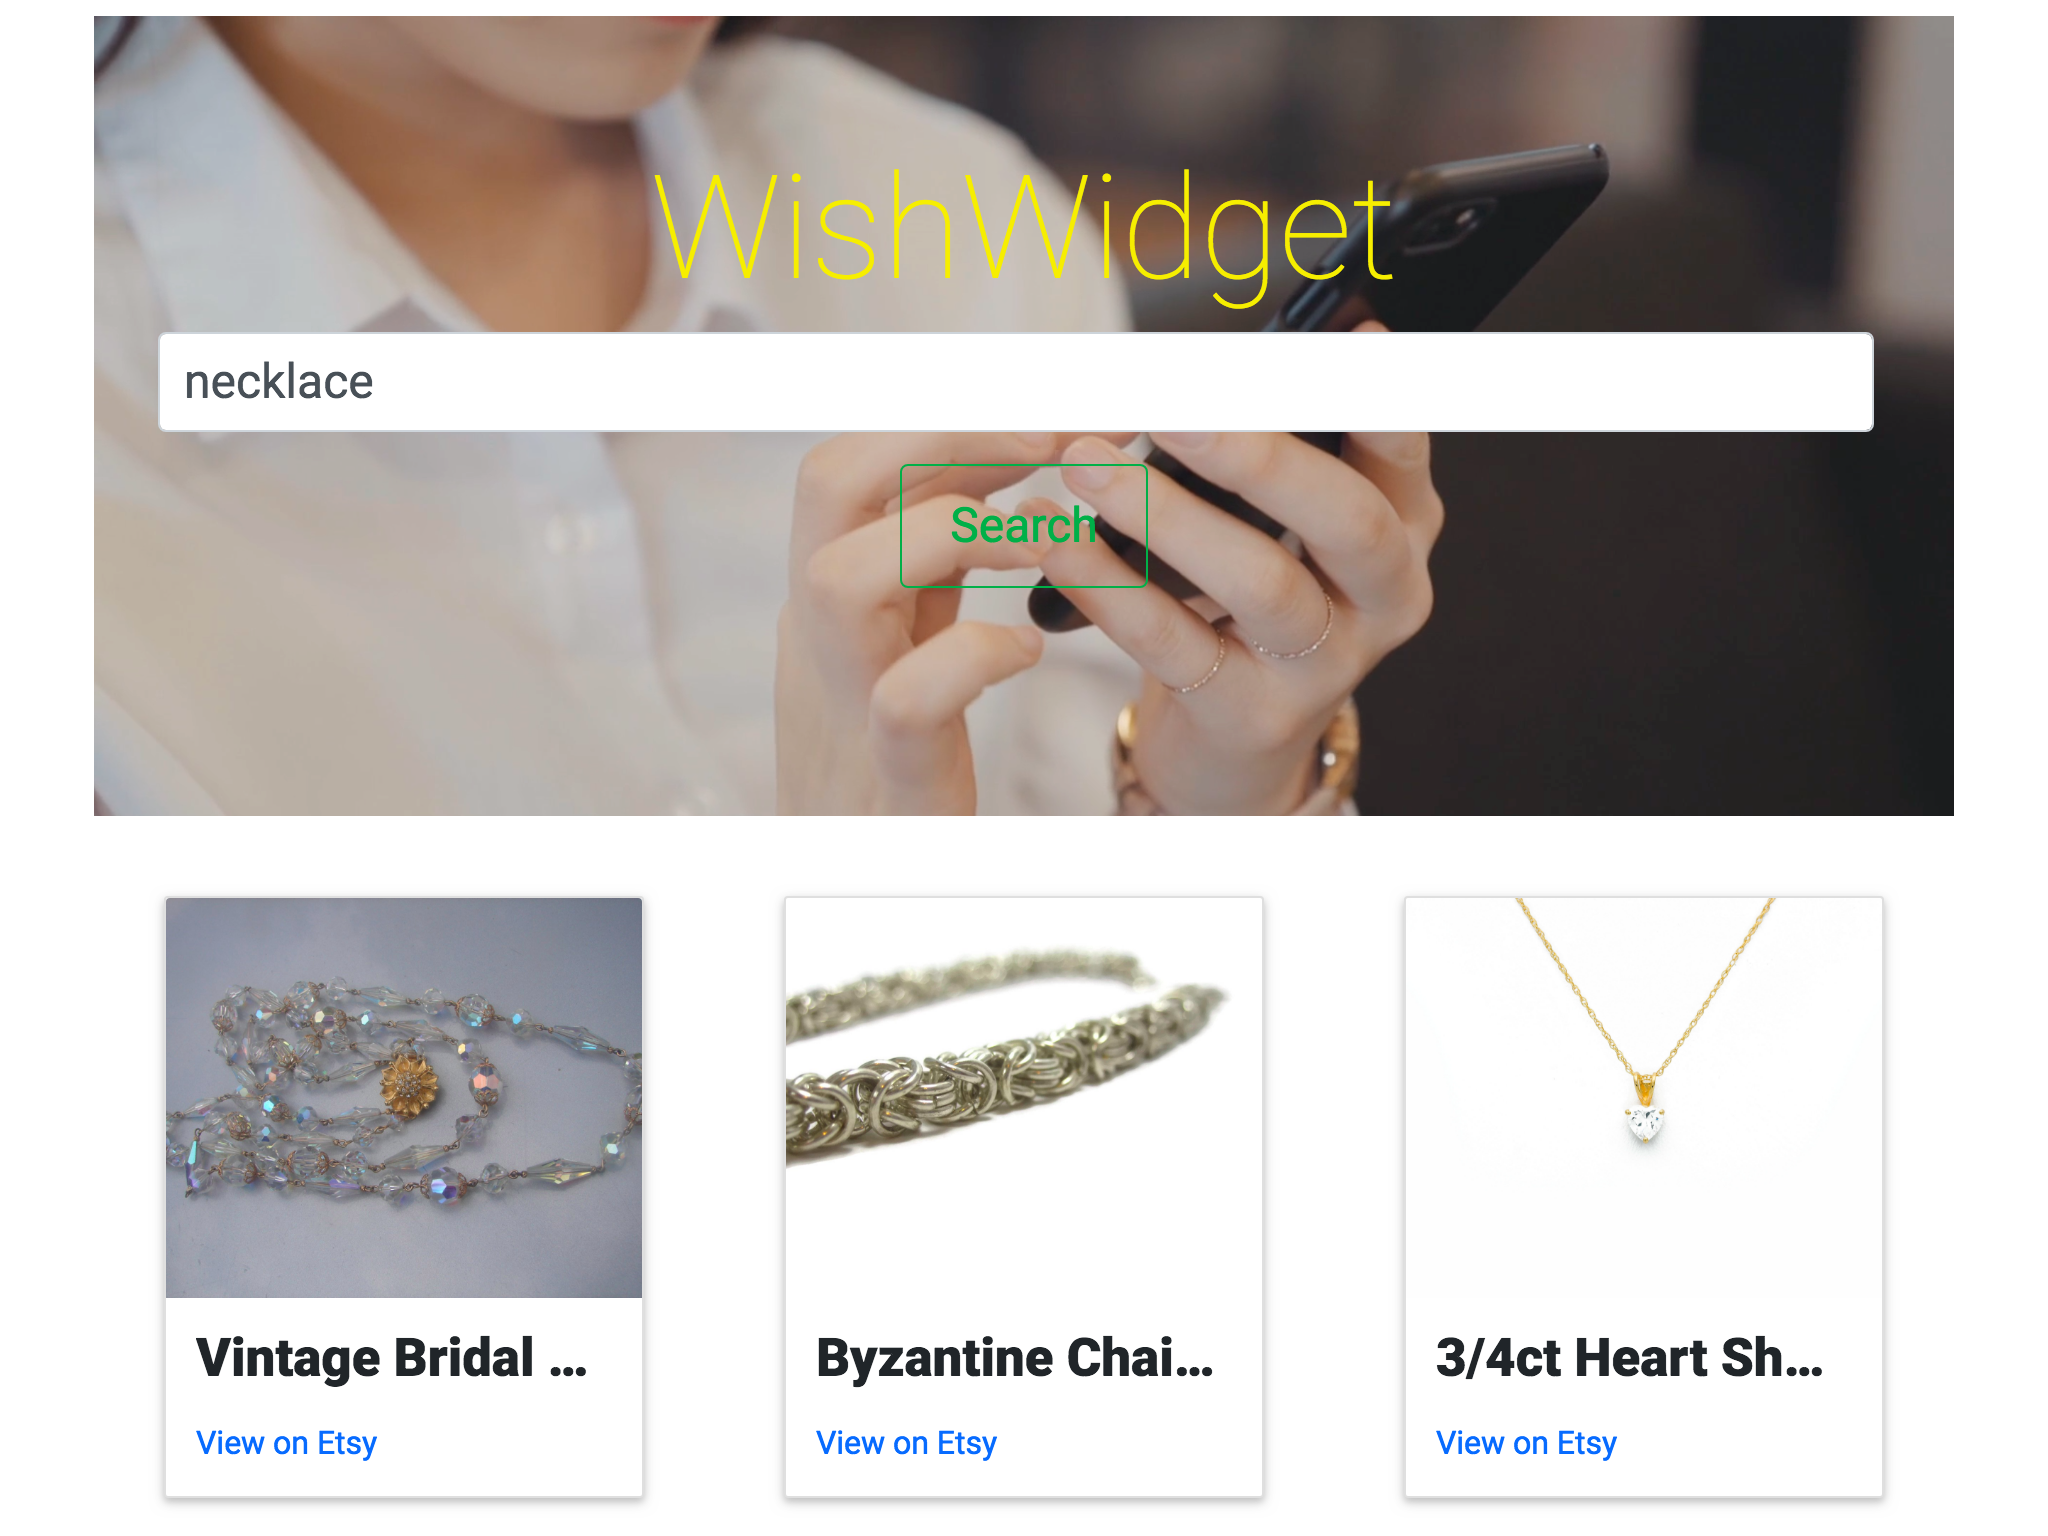 WishWidget
necklace
Search
Vintage Bridal ...
Byzantine Chai...
3/4ct Heart Sh...
View on Etsy
View on Etsy
View on Etsy